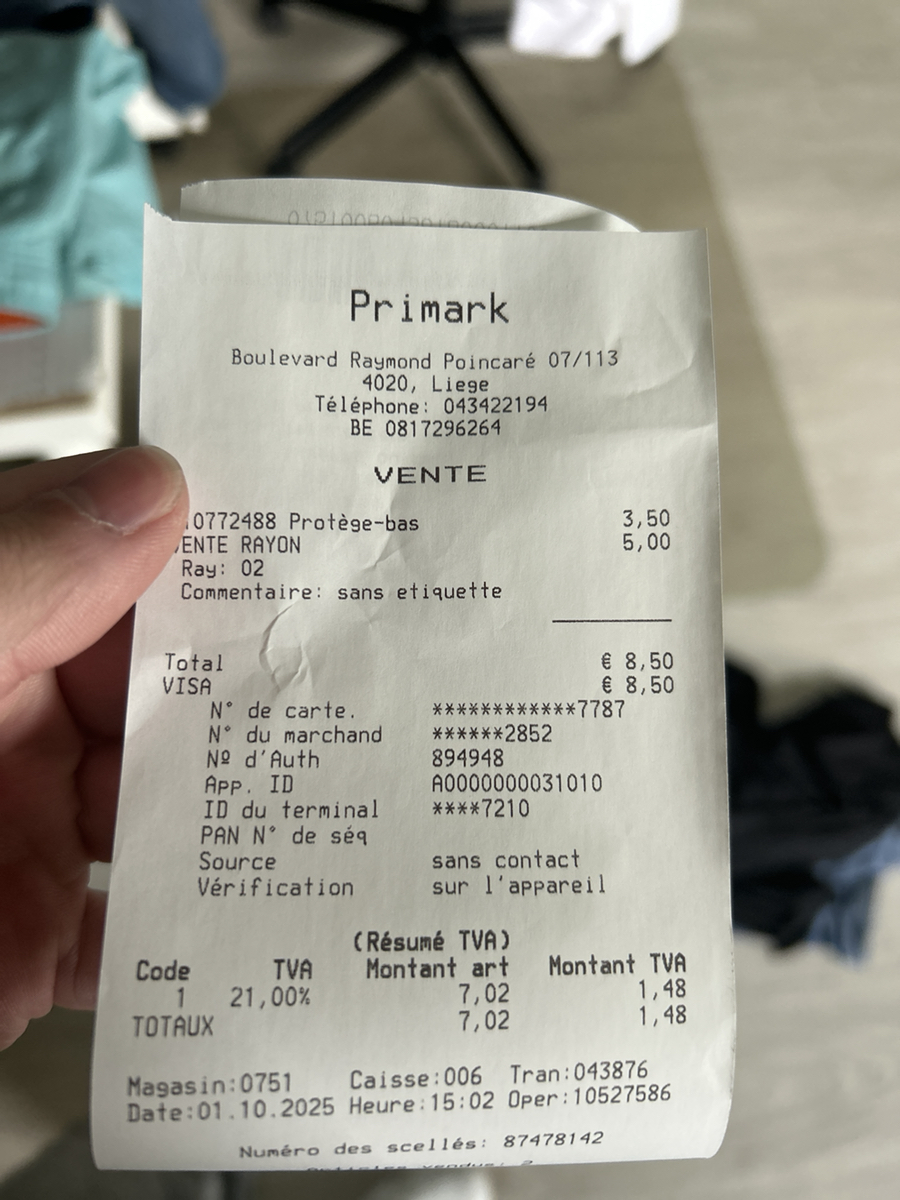 Primark
Boulevard Raymond Poincaré 07/113
4020, Liege
Téléphone: 043422194
BE 0817296264
VENTE
10772488 Protège-bas 3,50
VENTE RAYON 5,00
Ray: 02
Commentaire: sans etiquette
Total € 8,50
VISA € 8,50
N° de carte. ************7787
N° du marchand ******2852
Nº d'Auth 894948
App. ID A0000000031010
ID du terminal ****7210
PAN N° de séq
Source sans contact
Vérification sur l'appareil
(Résumé TVA)
Code TVA Montant art Montant TVA
1 21,00% 7,02 1,48
TOTAUX 7,02 1,48
Magasin:0751 Caisse:006 Tran:043876
Date:01.10.2025 Heure:15:02 Oper:10527586
Numéro des scellés: 87478142